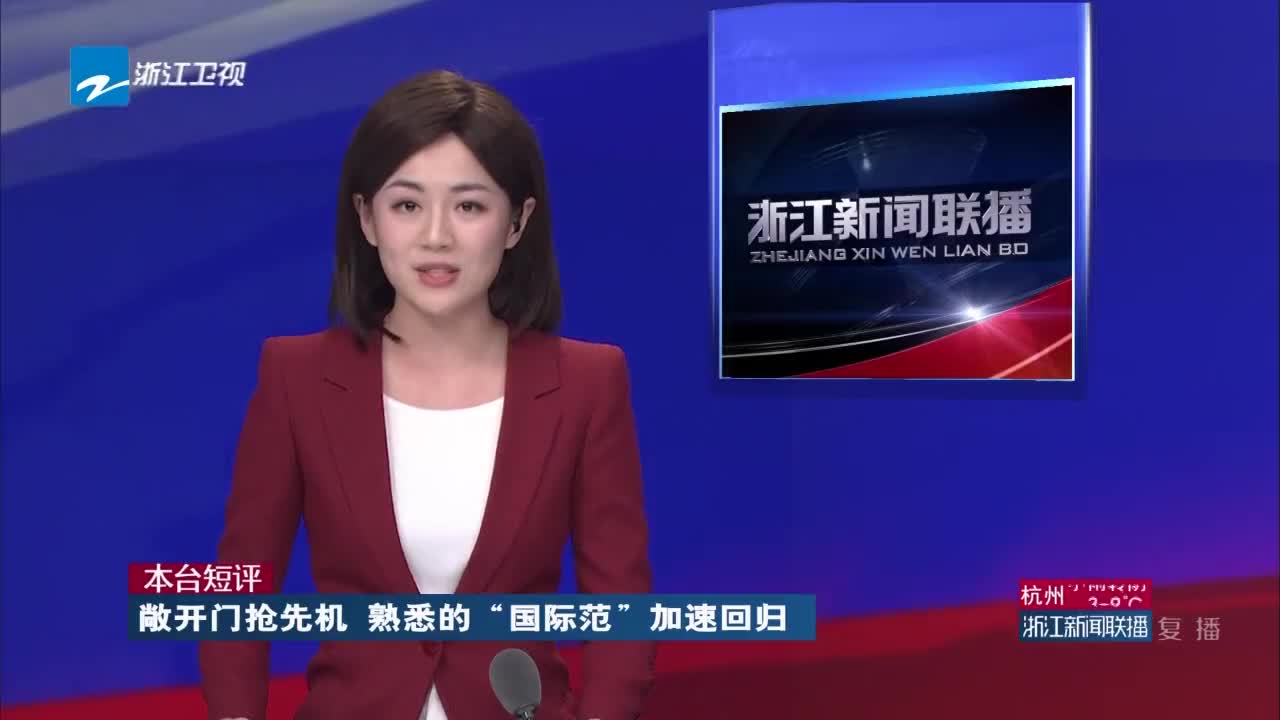 浙江卫视
浙江新闻联播
ZHEJIANG XIN WEN LIAN BO
本台短评
敞开门抢先机 熟悉的“国际范”加速回归
杭州
3-9℃
浙江新闻联播 复播